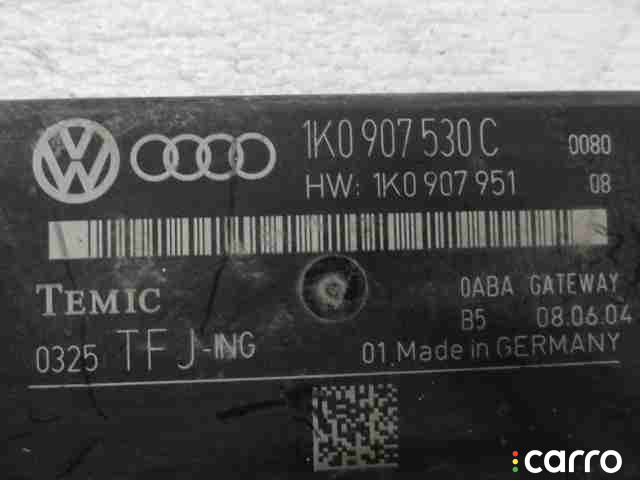 1K0 907 530 C 0080
HW: 1K0 907 951 08
TEMIC
0ABA GATEWAY
B5 08.06.04
0325 TFJ-ING 01 Made in GERMANY
carro